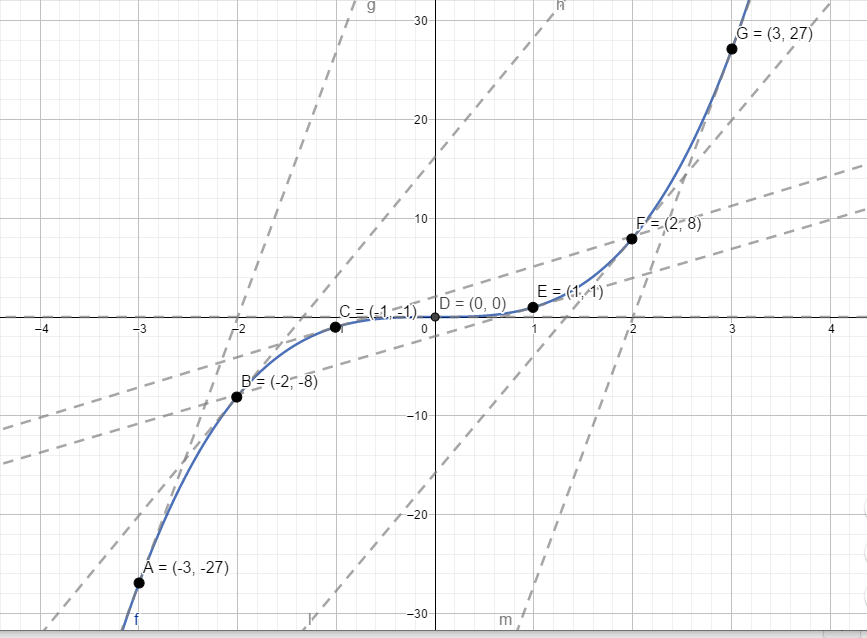 g
h
30
G = (3, 27)
20
10
F = (2, 8)
E = (1, 1)
D = (0, 0)
C = (-1, -1)
−4
−3
−2
−1
0
1
2
3
4
B = (-2, -8)
−10
−20
A = (-3, -27)
−30
f
l
m